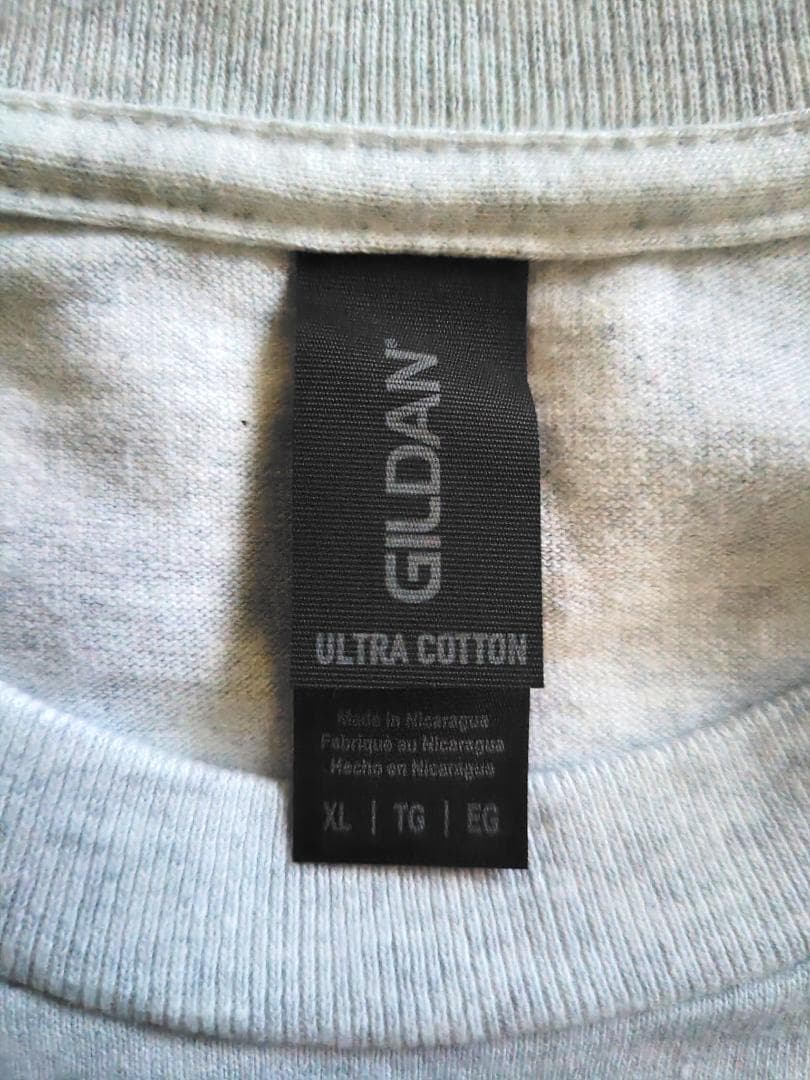 GILDAN®
ULTRA COTTON
Made in Nicaragua
Fabriqué au Nicaragua
Hecho en Nicaragua
XL | TG | EG